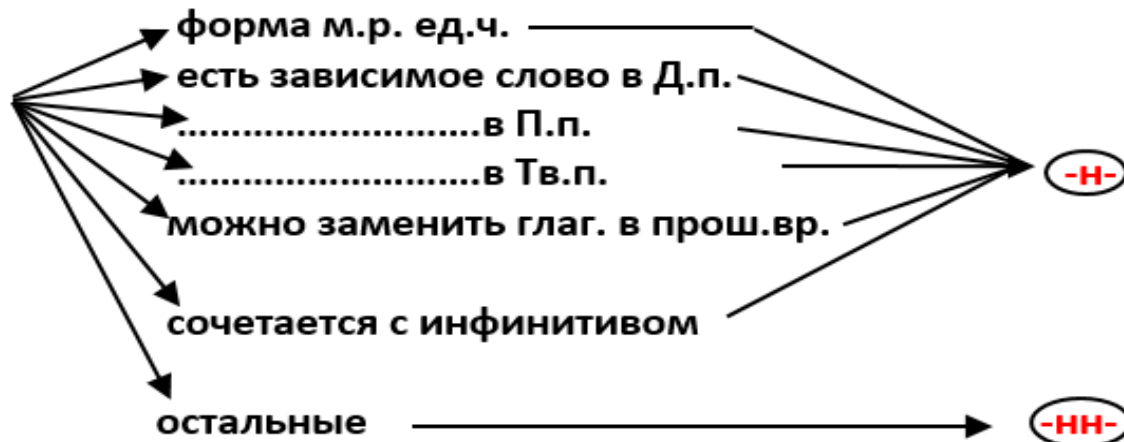 форма м.р. ед.ч.
есть зависимое слово в Д.п.
............................в П.п.
............................в Тв.п.
-н-
можно заменить глаг. в прош.вр.
сочетается с инфинитивом
остальные
-нн-